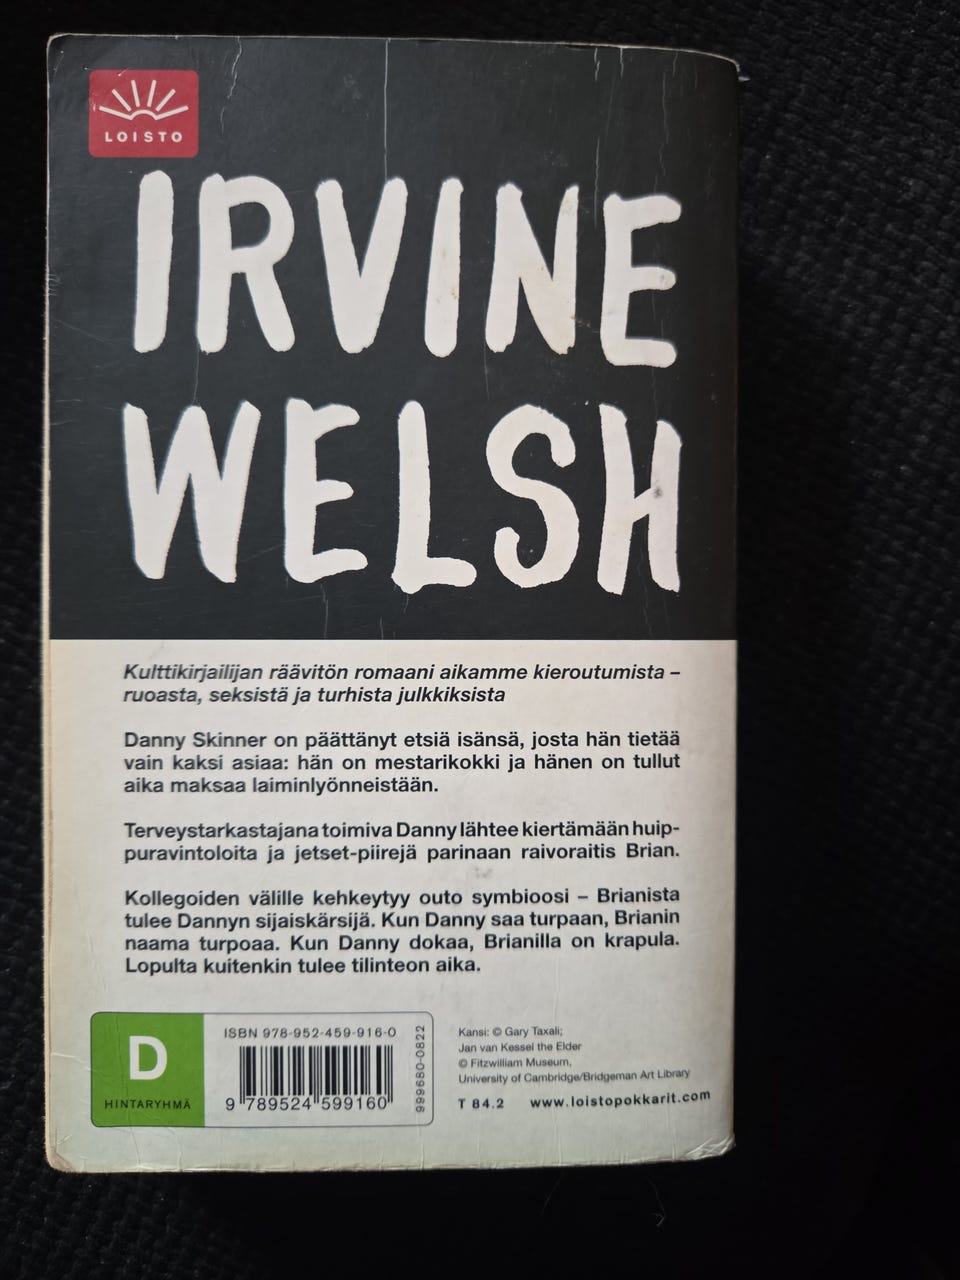 LOISTO
IRVINE
WELSH
Kulttikirjailijan räävitön romaani aikamme kieroutumista –
ruoasta, seksistä ja turhista julkkiksista
Danny Skinner on päättänyt etsiä isänsä, josta hän tietää
vain kaksi asiaa: hän on mestarikokki ja hänen on tullut
aika maksaa laiminlyönneistään.
Terveystarkastajana toimiva Danny lähtee kiertämään huip-
puravintoloita ja jetset-piirejä parinaan raivoraitis Brian.
Kollegoiden välille kehkeytyy outo symbioosi – Brianista
tulee Dannyn sijaiskärsijä. Kun Danny saa turpaan, Brianin
naama turpoaa. Kun Danny dokaa, Brianilla on krapula.
Lopulta kuitenkin tulee tilinteon aika.
D
HINTARYHMÄ
ISBN 978-952-459-916-0
9 789524 599160
999680-0822
Kansi: © Gary Taxali;
Jan van Kessel the Elder
© Fitzwilliam Museum,
University of Cambridge/Bridgeman Art Library
T 84.2 www.loistopokkarit.com